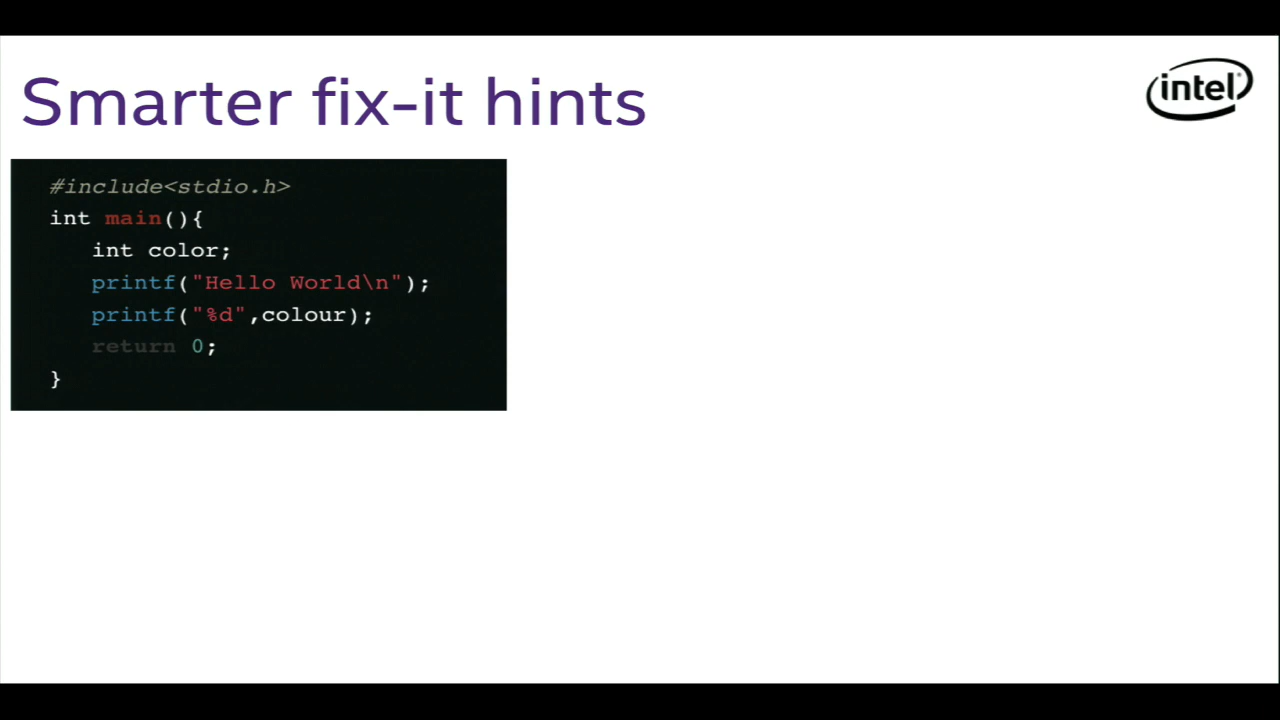 Smarter fix-it hints
intel
#include<stdio.h>
int main(){
int color;
printf("Hello World\n");
printf("%d",colour);
return 0;
}